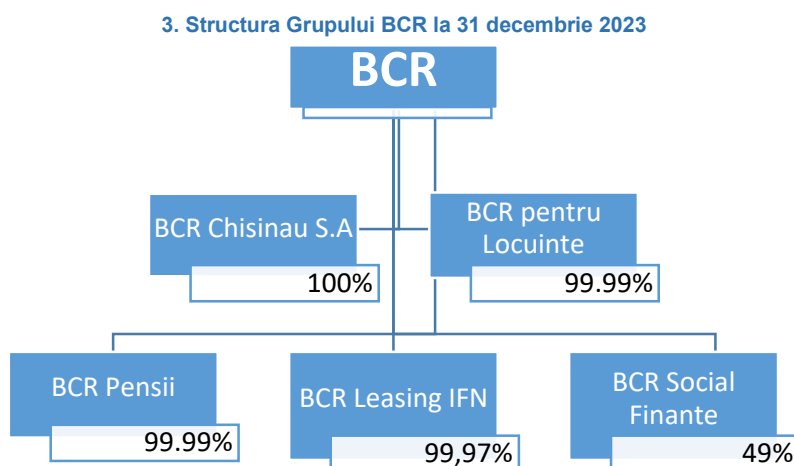 3. Structura Grupului BCR la 31 decembrie 2023
BCR
BCR Chisinau S.A
100%
BCR pentru
Locuinte
99.99%
BCR Pensii
99.99%
BCR Leasing IFN
99,97%
BCR Social
Finante
49%